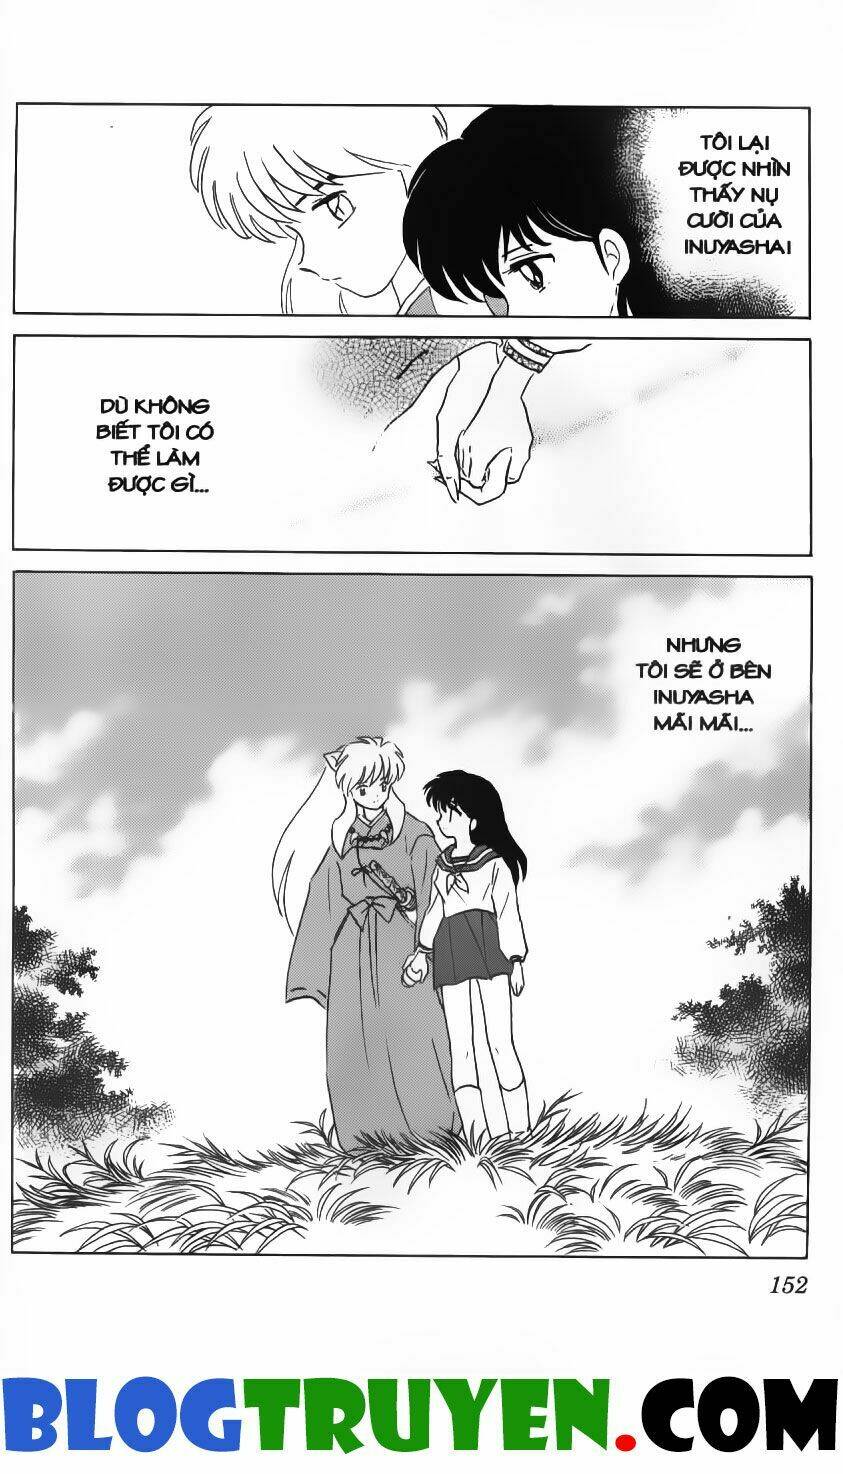 TÔI LẠI
ĐƯỢC NHÌN
THẤY NỤ
CƯỜI CỦA
INUYASHA!
DÙ KHÔNG
BIẾT TÔI CÓ
THỂ LÀM
ĐƯỢC GÌ...
NHƯNG
TÔI SẼ Ở BÊN
INUYASHA
MÃI MÃI...
152
BLOGTRUYEN.COM